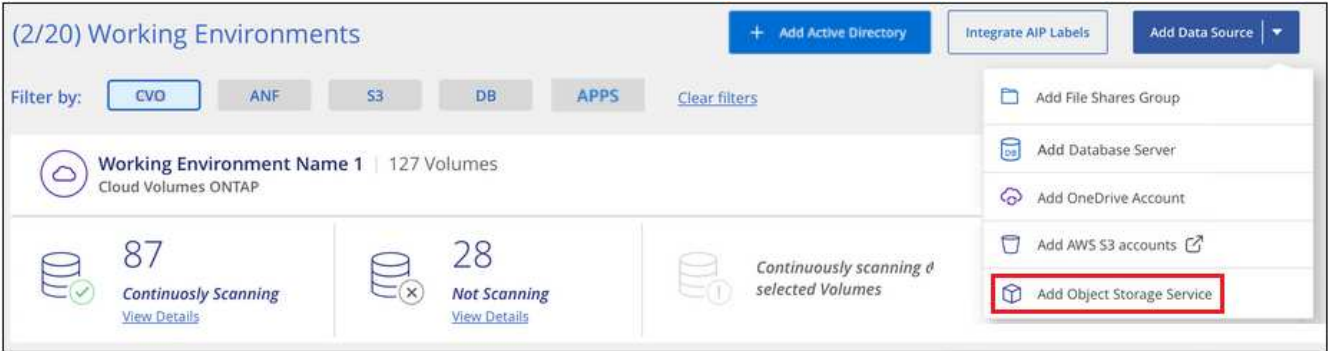 (2/20) Working Environments
+ Add Active Directory
Integrate AIP Labels
Add Data Source
Filter by:
CVO
ANF
S3
DB
APPS
Clear filters
Add File Shares Group
DB
Add Database Server
Add OneDrive Account
Add AWS S3 accounts
Add Object Storage Service
Working Environment Name 1 | 127 Volumes
Cloud Volumes ONTAP
87
Continuosly Scanning
View Details
28
Not Scanning
View Details
Continuously scanning
selected Volumes